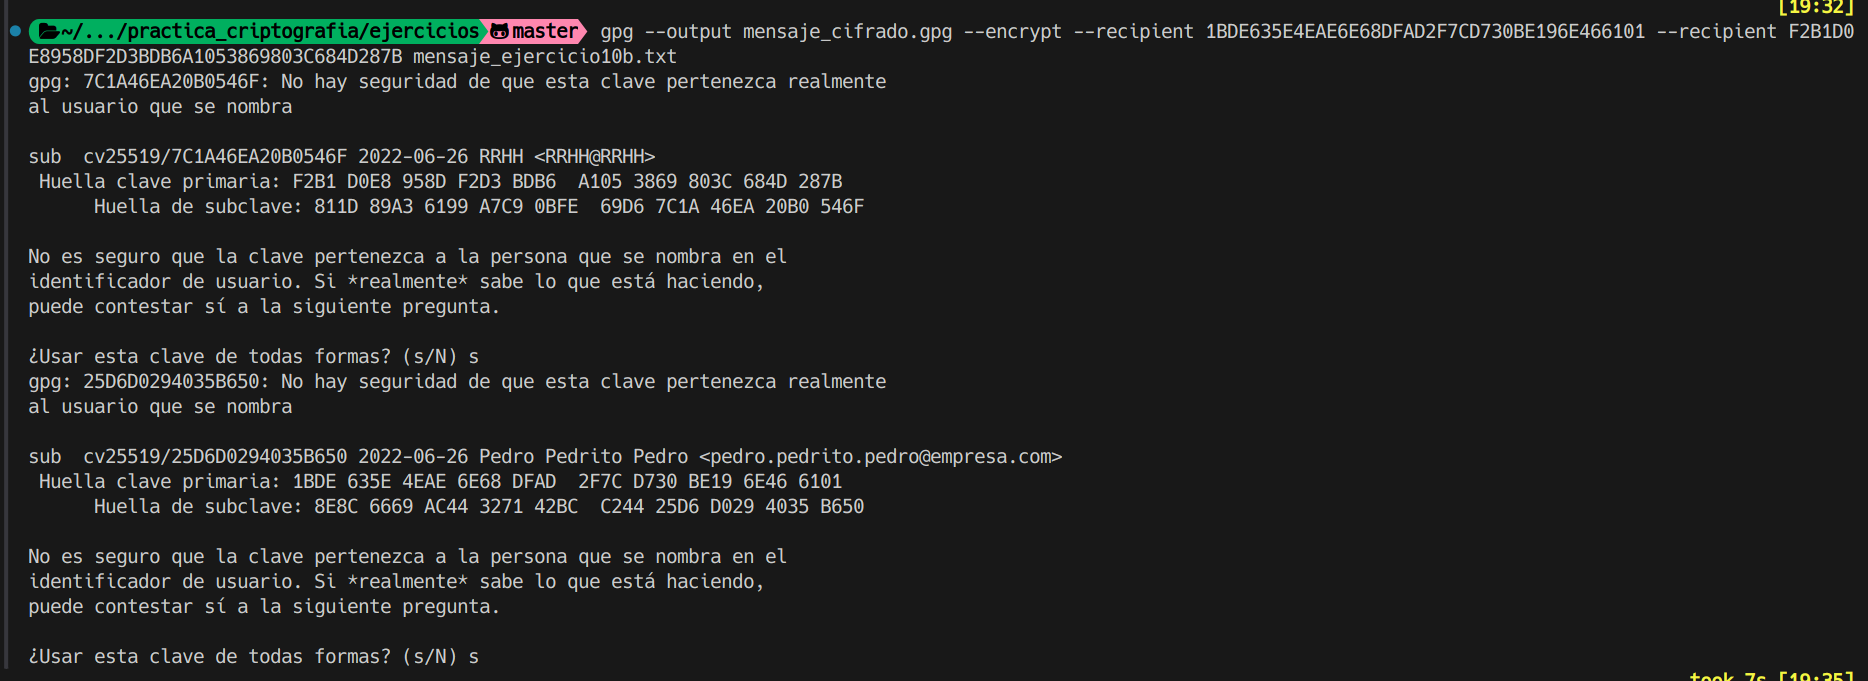 [19:32]
~/.../practica_criptografia/ejercicios master gpg --output mensaje_cifrado.gpg --encrypt --recipient 1BDE635E4EAE6E68DFAD2F7CD730BE196E466101 --recipient F2B1D0
E8958DF2D3BDB6A1053869803C684D287B mensaje_ejercicio10b.txt
gpg: 7C1A46EA20B0546F: No hay seguridad de que esta clave pertenezca realmente
al usuario que se nombra
sub  cv25519/7C1A46EA20B0546F 2022-06-26 RRHH <RRHH@RRHH>
 Huella clave primaria: F2B1 D0E8 958D F2D3 BDB6  A105 3869 803C 684D 287B
      Huella de subclave: 811D 89A3 6199 A7C9 0BFE  69D6 7C1A 46EA 20B0 546F
No es seguro que la clave pertenezca a la persona que se nombra en el
identificador de usuario. Si *realmente* sabe lo que está haciendo,
puede contestar sí a la siguiente pregunta.
¿Usar esta clave de todas formas? (s/N) s
gpg: 25D6D0294035B650: No hay seguridad de que esta clave pertenezca realmente
al usuario que se nombra
sub  cv25519/25D6D0294035B650 2022-06-26 Pedro Pedrito Pedro <pedro.pedrito.pedro@empresa.com>
 Huella clave primaria: 1BDE 635E 4EAE 6E68 DFAD  2F7C D730 BE19 6E46 6101
      Huella de subclave: 8E8C 6669 AC44 3271 42BC  C244 25D6 D029 4035 B650
No es seguro que la clave pertenezca a la persona que se nombra en el
identificador de usuario. Si *realmente* sabe lo que está haciendo,
puede contestar sí a la siguiente pregunta.
¿Usar esta clave de todas formas? (s/N) s
took 7s [19:35]